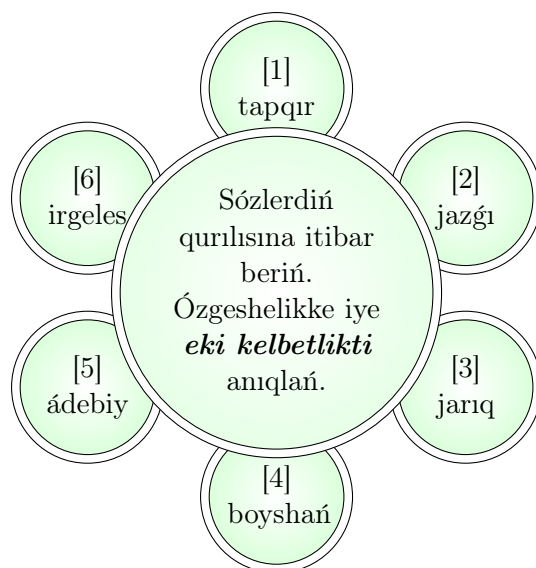 [1]
tapqır
[6]
irgeles
[2]
jazǵı
Sózlerdiń
qurılısına itibar
beriń.
Ózgeshelikke iye
eki kelbetlikti
anıqlań.
[5]
ádebiy
[3]
jarıq
[4]
boyshań